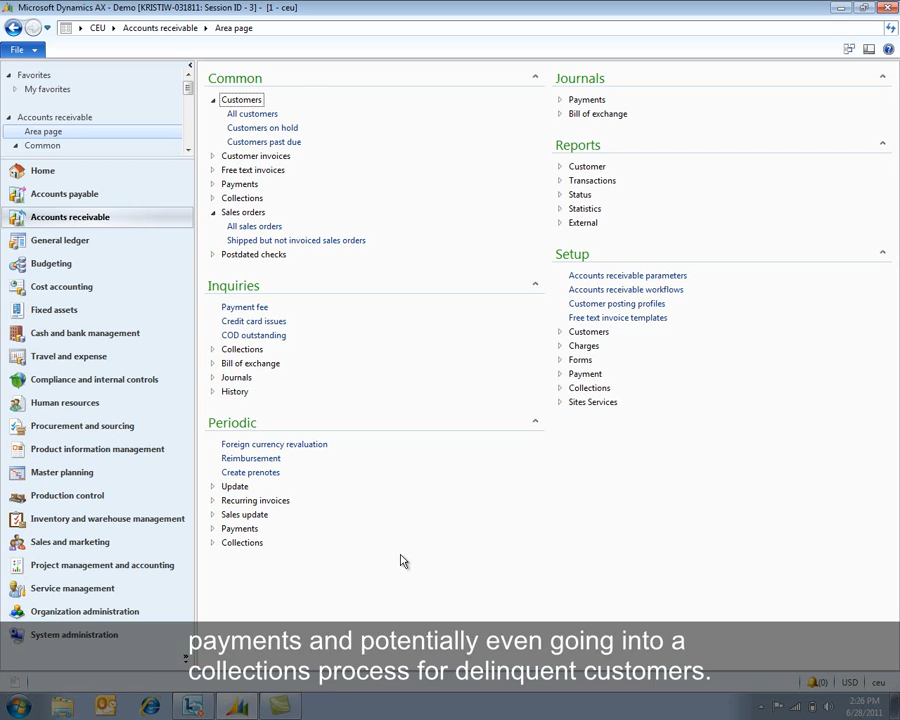 Microsoft Dynamics AX - Demo [KRISTIW-031811: Session ID - 3] - [1 - ceu]
CEU
Accounts receivable
Area page
File
Favorites
My favorites
Accounts receivable
Area page
Common
Home
Accounts payable
Accounts receivable
General ledger
Budgeting
Cost accounting
Fixed assets
Cash and bank management
Travel and expense
Compliance and internal controls
Human resources
Procurement and sourcing
Product information management
Master planning
Production control
Inventory and warehouse management
Sales and marketing
Project management and accounting
Service management
Organization administration
System administration
Common
Customers
All customers
Customers on hold
Customers past due
Customer invoices
Free text invoices
Payments
Collections
Sales orders
All sales orders
Shipped but not invoiced sales orders
Postdated checks
Inquiries
Payment fee
Credit card issues
COD outstanding
Collections
Bill of exchange
Journals
History
Periodic
Foreign currency revaluation
Reimbursement
Create prenotes
Update
Recurring invoices
Sales update
Payments
Collections
Journals
Payments
Bill of exchange
Reports
Customer
Transactions
Status
Statistics
External
Setup
Accounts receivable parameters
Accounts receivable workflows
Customer posting profiles
Free text invoice templates
Customers
Charges
Forms
Payment
Collections
Sites Services
payments and potentially even going into a
collections process for delinquent customers.
(0)
USD
ceu
2:26 PM
6/28/2011